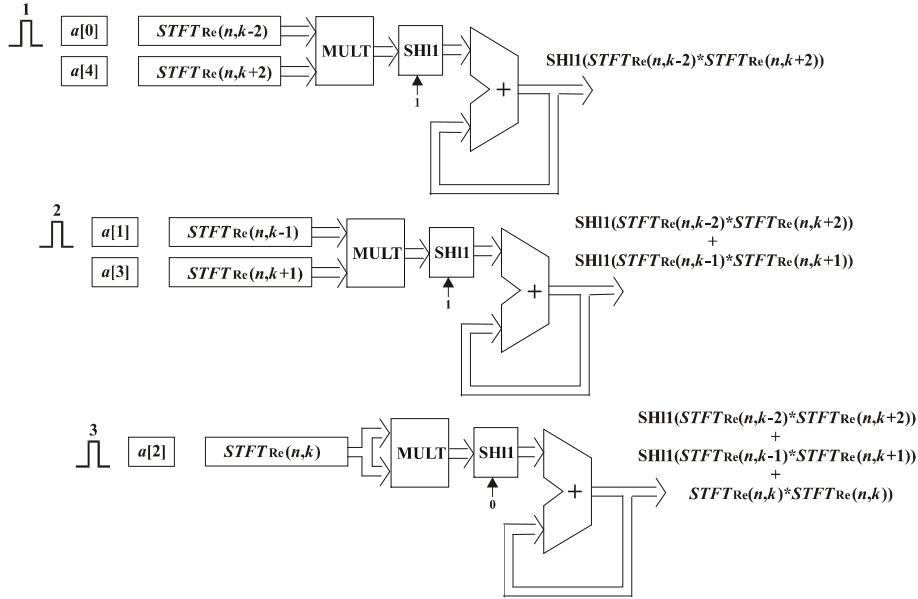 1
a[0]
STFTRe(n,k-2)
MULT
SHl1
a[4]
STFTRe(n,k+2)
1
+
SHl1(STFTRe(n,k-2)*STFTRe(n,k+2))
2
a[1]
STFTRe(n,k-1)
MULT
SHl1
a[3]
STFTRe(n,k+1)
1
+
SHl1(STFTRe(n,k-2)*STFTRe(n,k+2))
+
SHl1(STFTRe(n,k-1)*STFTRe(n,k+1))
3
a[2]
STFTRe(n,k)
MULT
SHl1
0
+
SHl1(STFTRe(n,k-2)*STFTRe(n,k+2))
+
SHl1(STFTRe(n,k-1)*STFTRe(n,k+1))
+
STFTRe(n,k)*STFTRe(n,k))